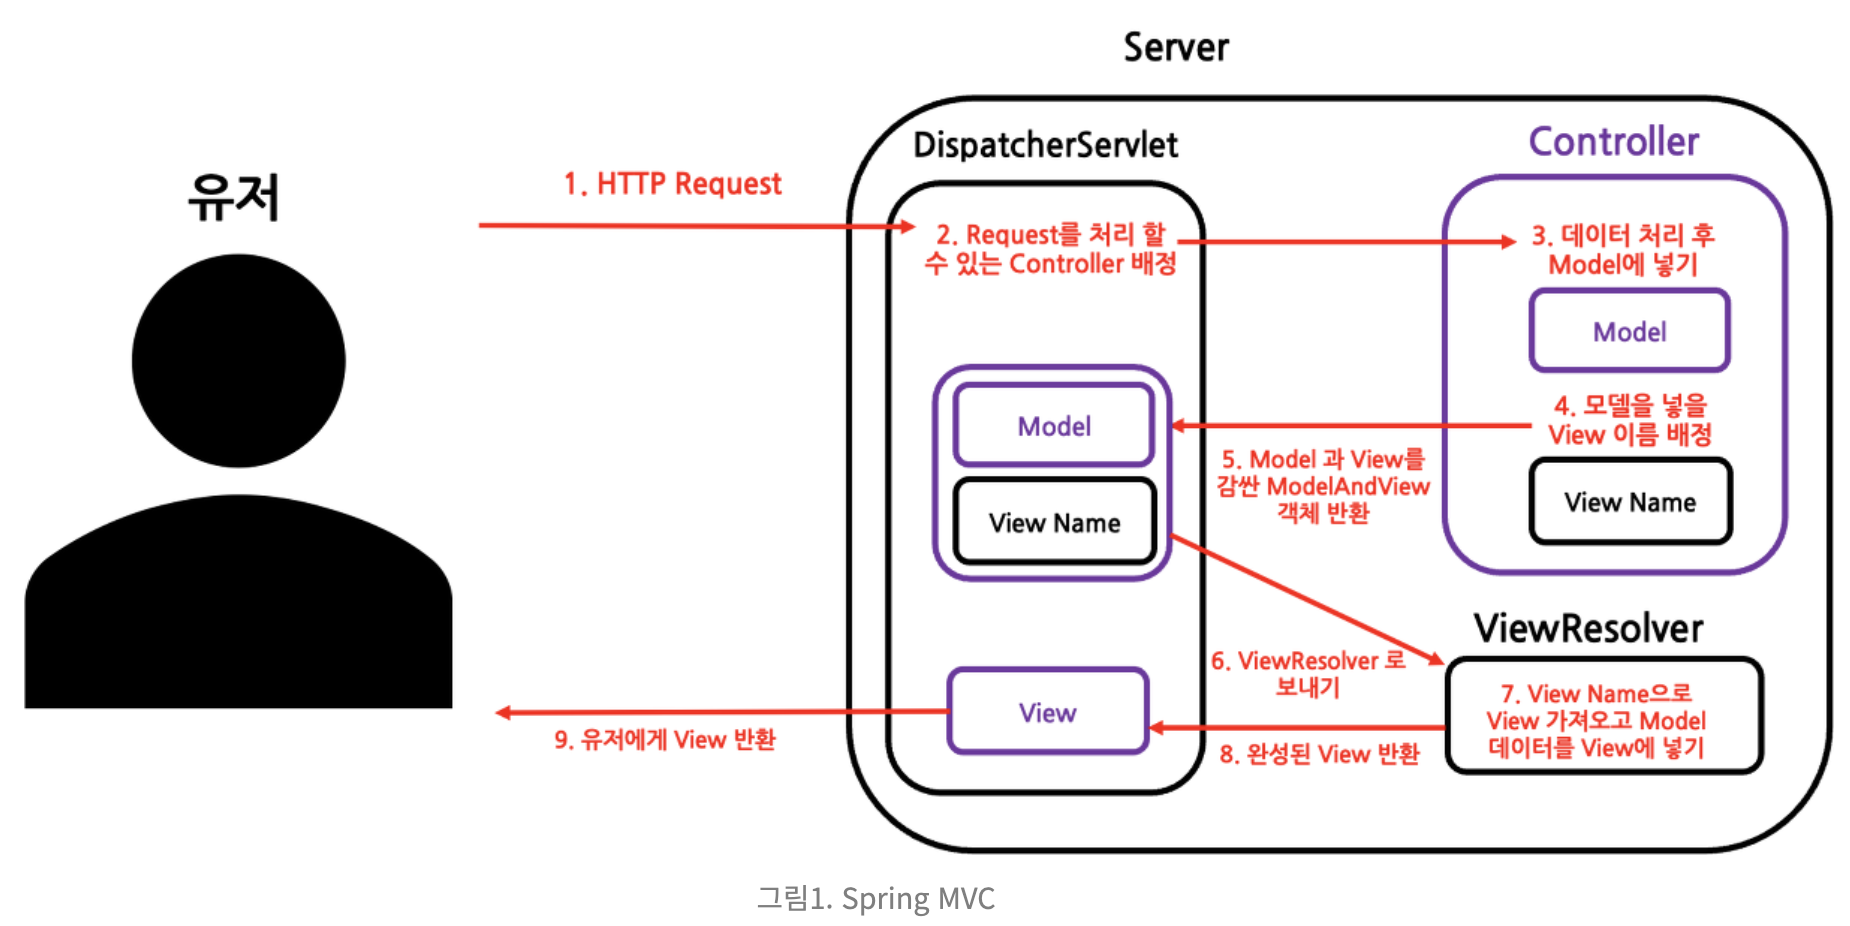 Server
유저
1. HTTP Request
DispatcherServlet
2. Request를 처리 할
수 있는 Controller 배정
Controller
3. 데이터 처리 후
Model에 넣기
Model
4. 모델을 넣을
View 이름 배정
View Name
5. Model 과 View를
감싼 ModelAndView
객체 반환
Model
View Name
6. ViewResolver 로
보내기
ViewResolver
7. View Name으로
View 가져오고 Model
데이터를 View에 넣기
8. 완성된 View 반환
View
9. 유저에게 View 반환
그림1. Spring MVC